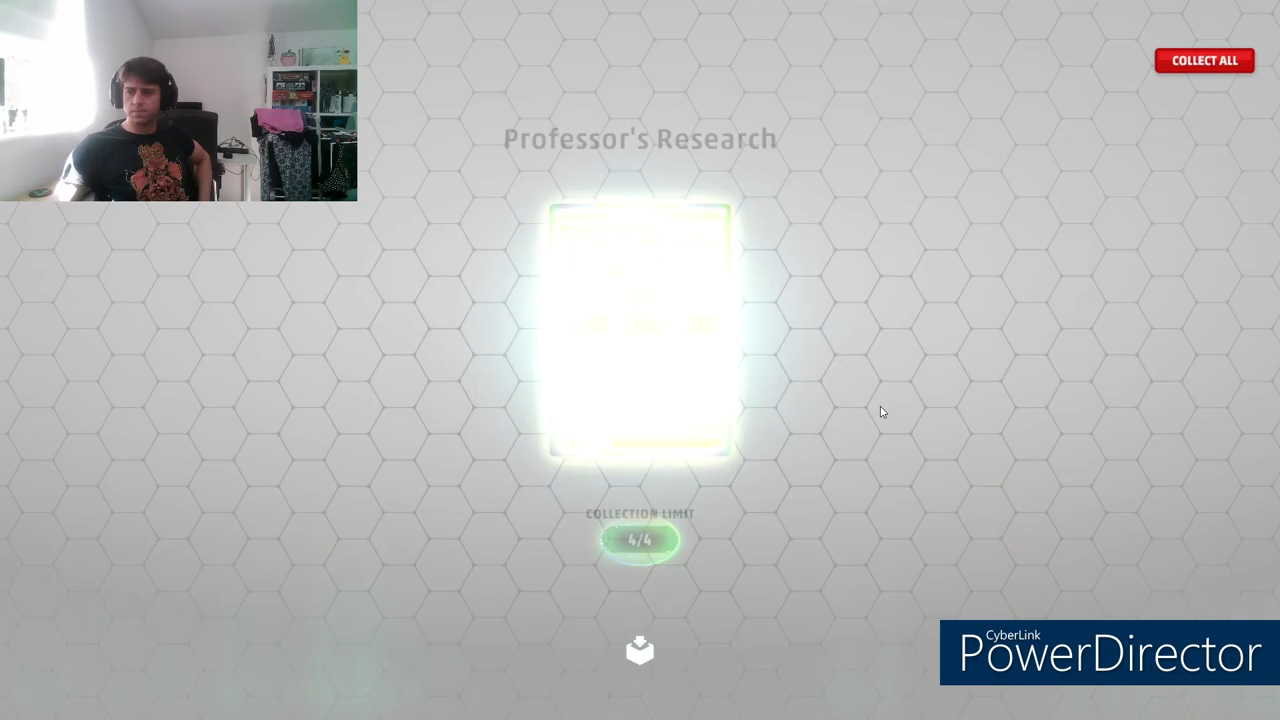 COLLECT ALL
Professor's Research
COLLECTION LIMIT
4/4
CyberLink
PowerDirector